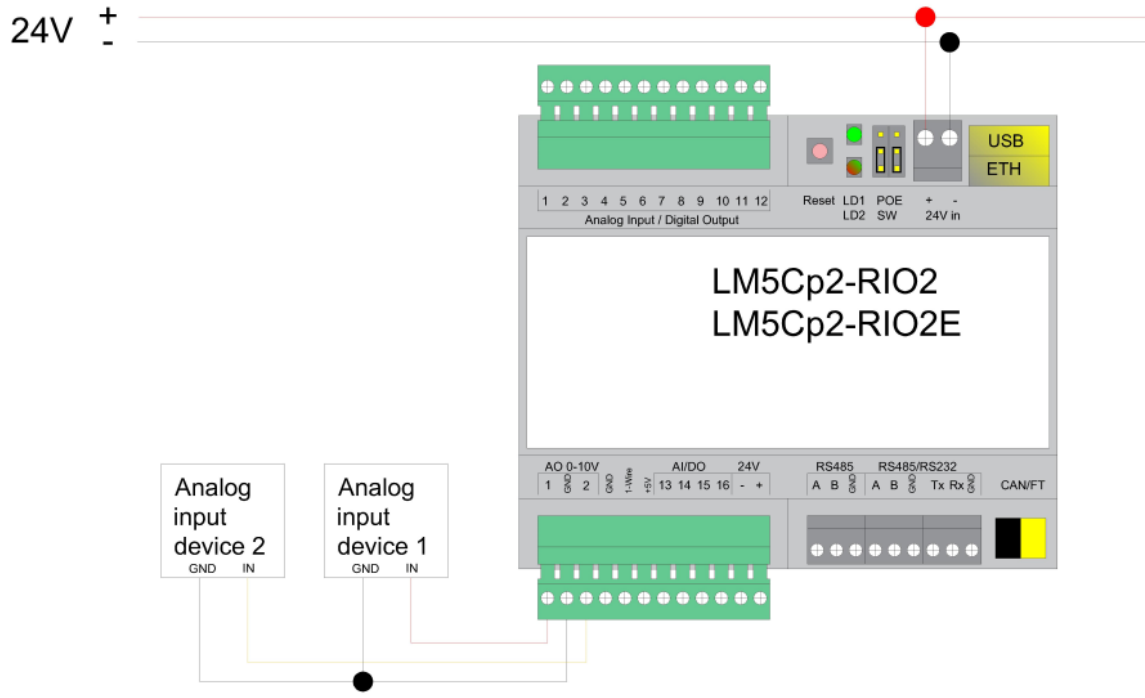 24V + -
USB
ETH
1 2 3 4 5 6 7 8 9 10 11 12
Analog Input / Digital Output
Reset LD1 POE + -
LD2 SW 24V in
LM5Cp2-RIO2
LM5Cp2-RIO2E
AO 0-10V AI/DO 24V
1 GND 2 GND 1-Wire +5V 13 14 15 16 - +
RS485 RS485/RS232
A B GND A B GND Tx Rx GND CAN/FT
Analog
input
device 2
GND IN
Analog
input
device 1
GND IN